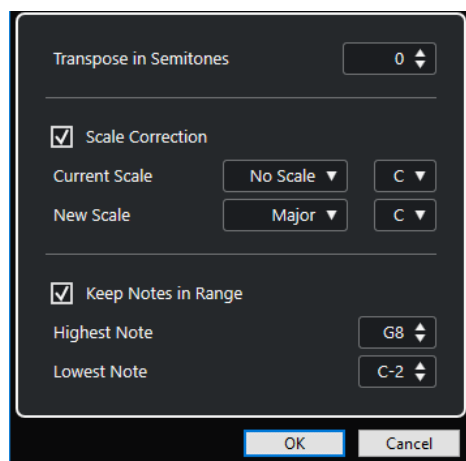 Transpose in Semitones 0
Scale Correction
Current Scale No Scale C
New Scale Major C
Keep Notes in Range
Highest Note G8
Lowest Note C-2
OK Cancel